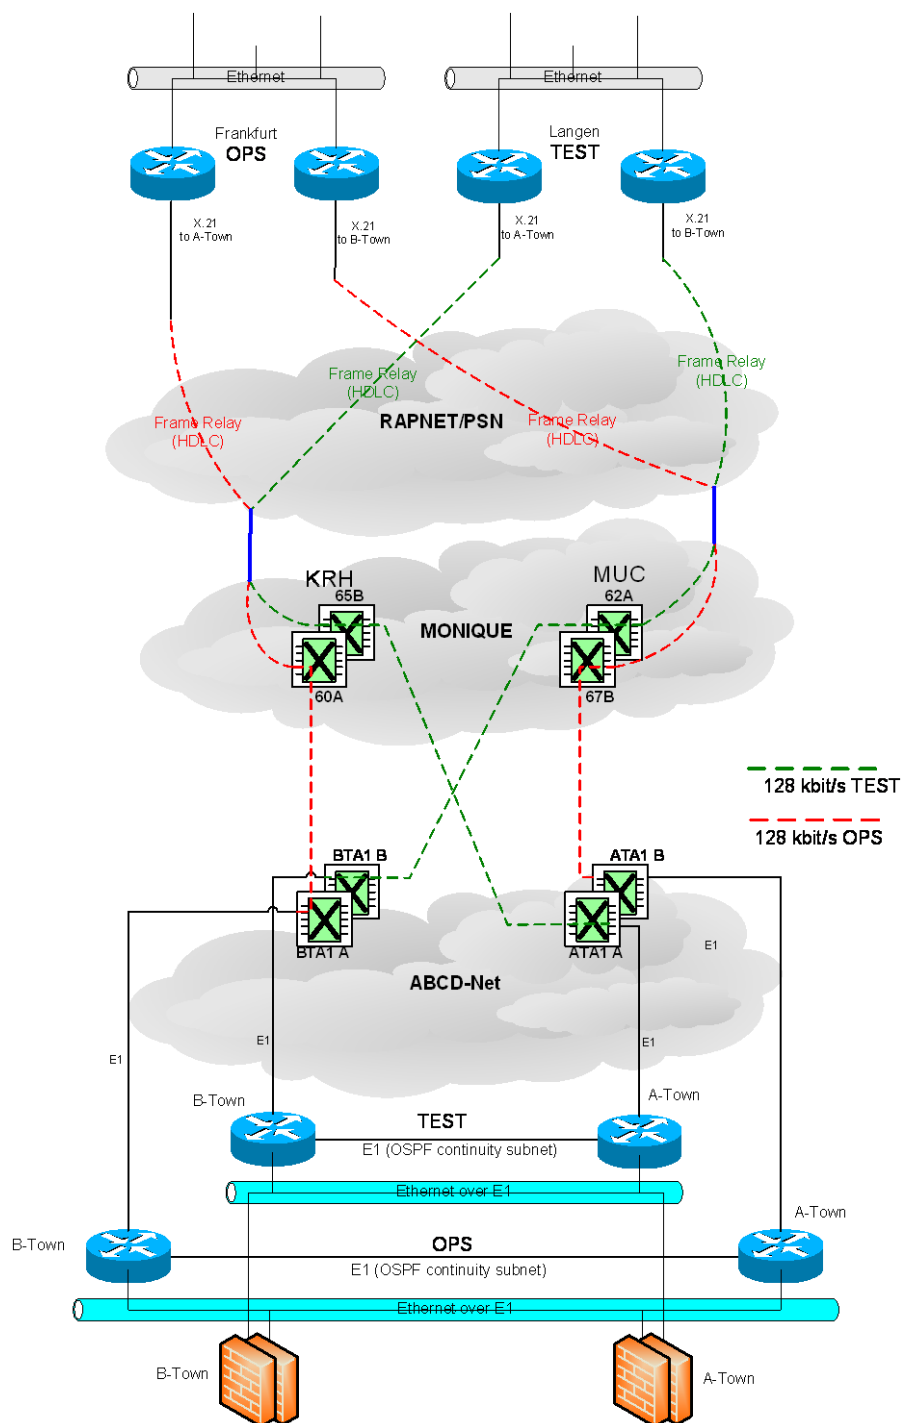 Ethernet
Ethernet
Frankfurt
OPS
Langen
TEST
X.21
to A-Town
X.21
to B-Town
X.21
to A-Town
X.21
to B-Town
Frame Relay
(HDLC)
Frame Relay
(HDLC)
Frame Relay
(HDLC)
Frame Relay
(HDLC)
RAPNET/PSN
KRH
65B
MUC
62A
MONIQUE
60A
67B
128 kbit/s TEST
128 kbit/s OPS
BTA1 B
ATA1 B
BTA1 A
ATA1 A
E1
ABCD-Net
E1
E1
E1
B-Town
A-Town
TEST
E1 (OSPF continuity subnet)
Ethernet over E1
A-Town
B-Town
OPS
E1 (OSPF continuity subnet)
Ethernet over E1
B-Town
A-Town